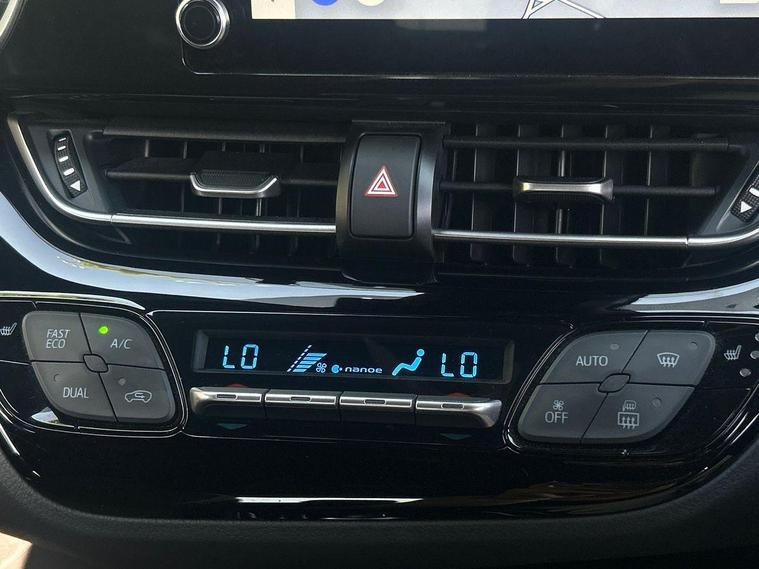 FAST
ECO
A/C
DUAL
LO
nanoe
LO
AUTO
OFF